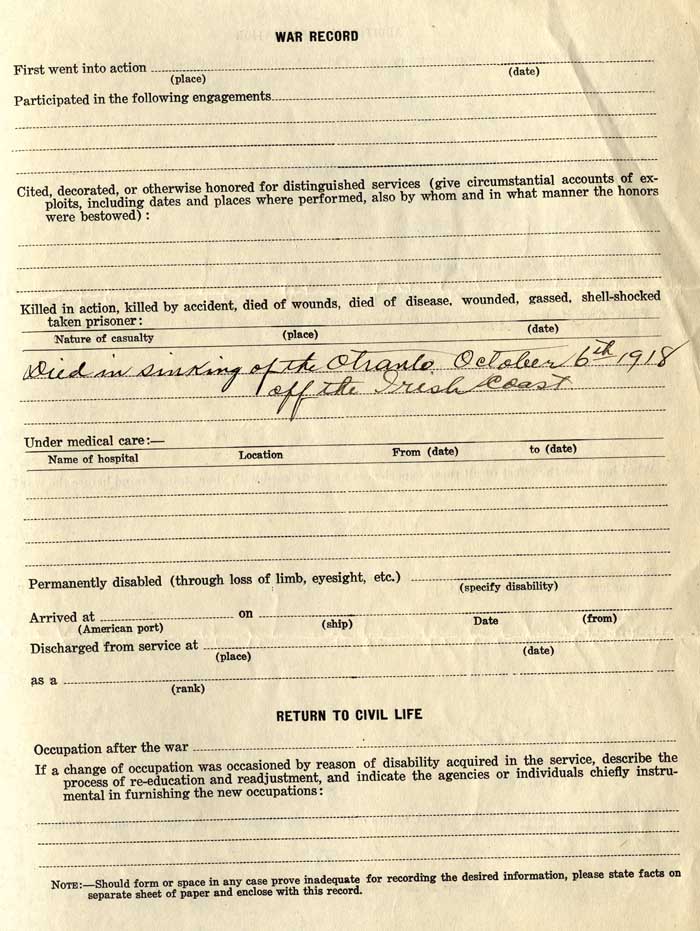 WAR RECORD
First went into action
(place) (date)
Participated in the following engagements
Cited, decorated, or otherwise honored for distinguished services (give circumstantial accounts of ex-
ploits, including dates and places where performed, also by whom and in what manner the honors
were bestowed) :
Killed in action, killed by accident, died of wounds, died of disease, wounded, gassed, shell-shocked
taken prisoner:
Nature of casualty (place) (date)
Died in sinking of the Otranto October 6th 1918
off the Irish Coast
Under medical care:—
Name of hospital Location From (date) to (date)
Permanently disabled (through loss of limb, eyesight, etc.)
(specify disability)
Arrived at on
(American port) (ship) Date (from)
Discharged from service at
(place) (date)
as a
(rank)
RETURN TO CIVIL LIFE
Occupation after the war
If a change of occupation was occasioned by reason of disability acquired in the service, describe the
process of re-education and readjustment, and indicate the agencies or individuals chiefly instru-
mental in furnishing the new occupations:
NOTE:—Should form or space in any case prove inadequate for recording the desired information, please state facts on
separate sheet of paper and enclose with this record.